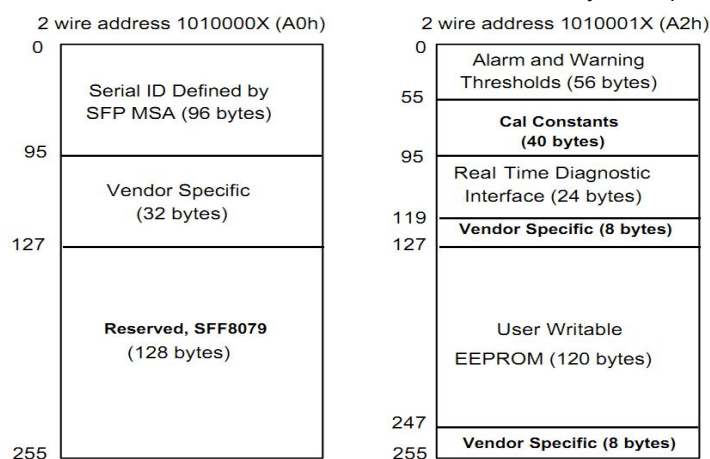 2 wire address 1010000X (A0h)
0
Serial ID Defined by
SFP MSA (96 bytes)
95
Vendor Specific
(32 bytes)
127
Reserved, SFF8079
(128 bytes)
255
2 wire address 1010001X (A2h)
0
Alarm and Warning
Thresholds (56 bytes)
55
Cal Constants
(40 bytes)
95
Real Time Diagnostic
Interface (24 bytes)
119
Vendor Specific (8 bytes)
127
User Writable
EEPROM (120 bytes)
247
Vendor Specific (8 bytes)
255